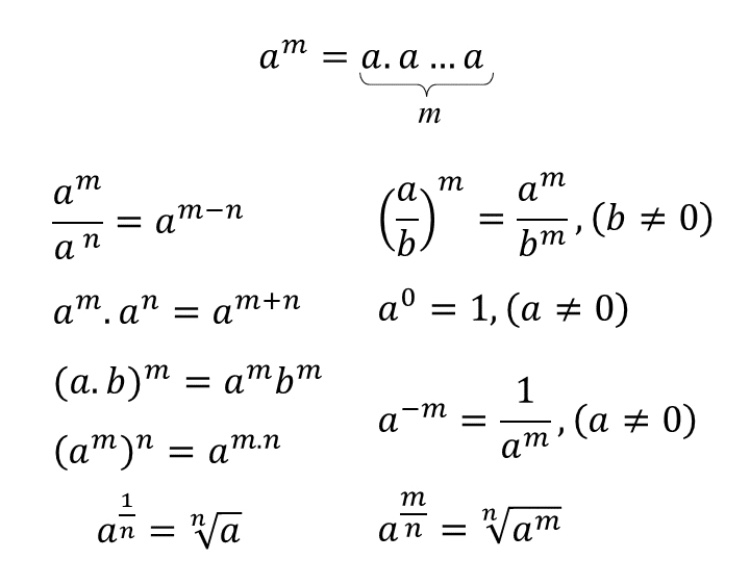 a^m = a. a ... a
m
a^m / a^n = a^(m−n)
(a/b)^m = a^m / b^m , (b ≠ 0)
a^m . a^n = a^(m+n)
a^0 = 1, (a ≠ 0)
(a. b)^m = a^m b^m
a^(−m) = 1 / a^m , (a ≠ 0)
(a^m)^n = a^(m.n)
a^(1/n) = ⁿ√a
a^(m/n) = ⁿ√(a^m)